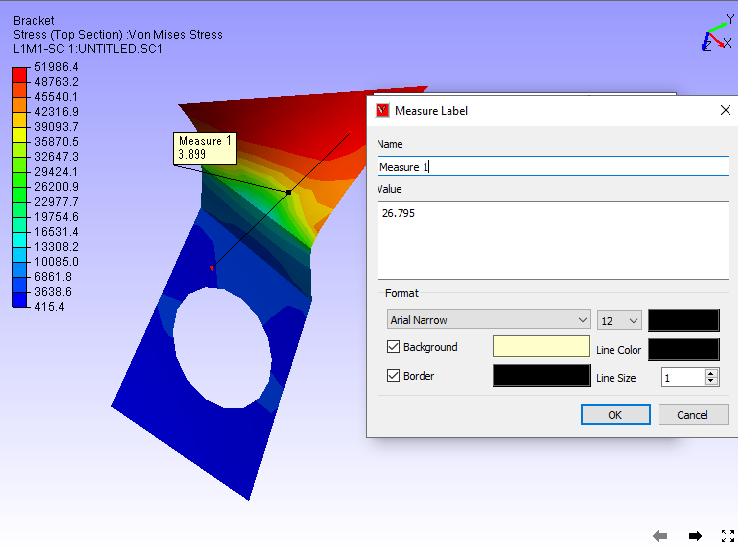 Bracket
Stress (Top Section) :Von Mises Stress
L1M1-SC 1:UNTITLED.SC1
51986.4
48763.2
45540.1
42316.9
39093.7
35870.5
32647.3
29424.1
26200.9
22977.7
19754.6
16531.4
13308.2
10085.0
6861.8
3638.6
415.4
Measure 1
3.899
Y
X
Z
Measure Label
Name
Measure 1
Value
26.795
Format
Arial Narrow
12
Background
Line Color
Border
Line Size
1
OK
Cancel